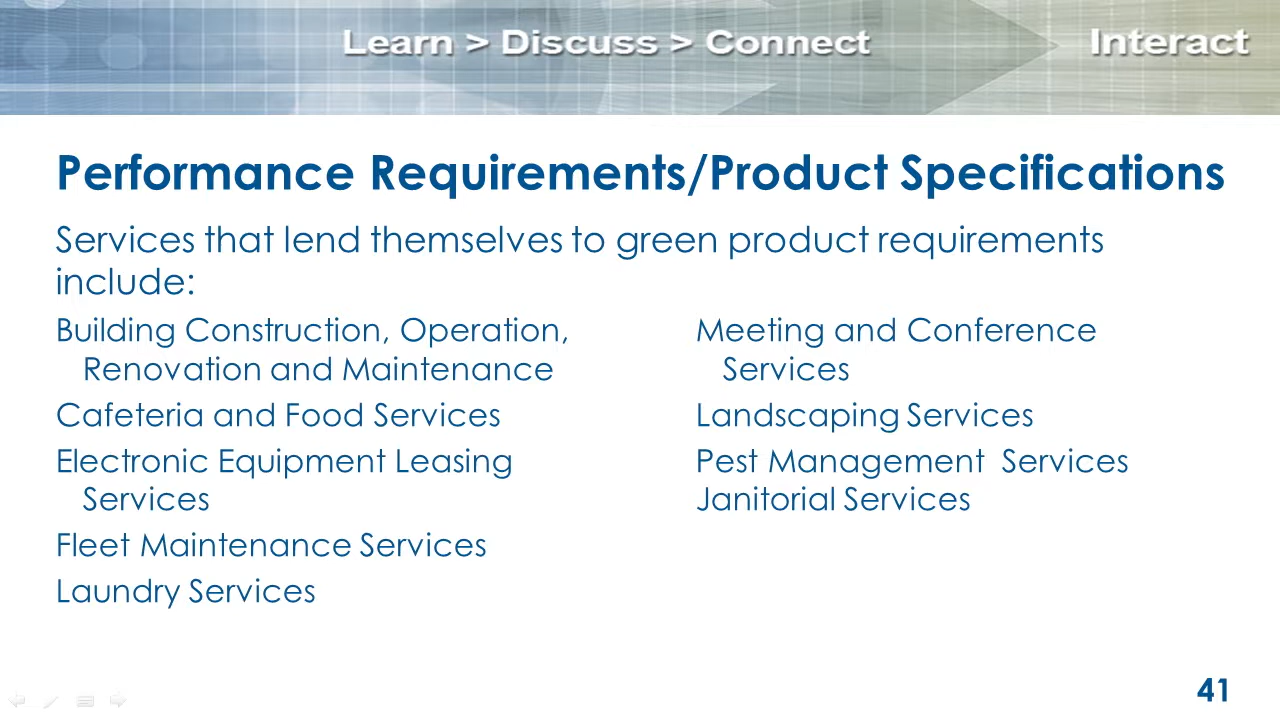 Learn > Discuss > Connect
Interact
Performance Requirements/Product Specifications
Services that lend themselves to green product requirements
include:
Building Construction, Operation,
Renovation and Maintenance
Cafeteria and Food Services
Electronic Equipment Leasing
Services
Fleet Maintenance Services
Laundry Services
Meeting and Conference
Services
Landscaping Services
Pest Management  Services
Janitorial Services
41